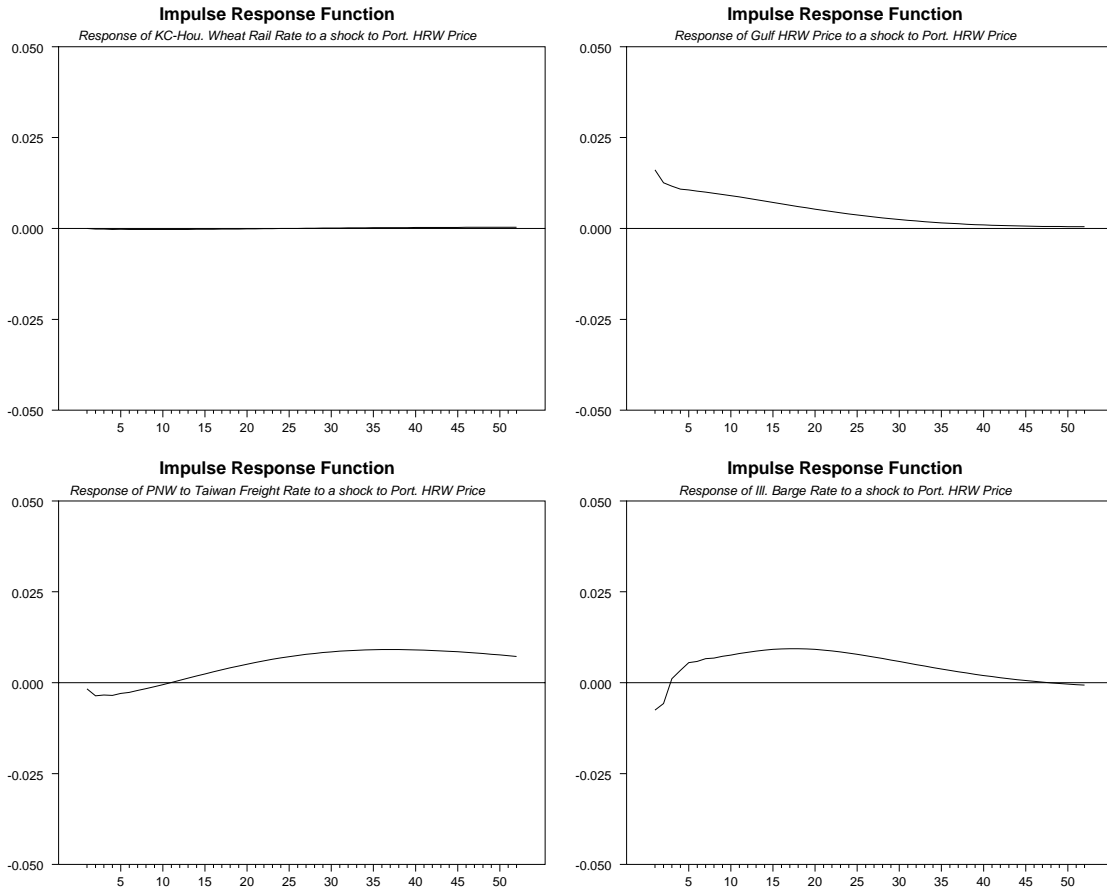 Impulse Response Function
Response of KC-Hou. Wheat Rail Rate to a shock to Port. HRW Price
0.050
0.025
0.000
-0.025
-0.050
5 10 15 20 25 30 35 40 45 50
Impulse Response Function
Response of Gulf HRW Price to a shock to Port. HRW Price
0.050
0.025
0.000
-0.025
-0.050
5 10 15 20 25 30 35 40 45 50
Impulse Response Function
Response of PNW to Taiwan Freight Rate to a shock to Port. HRW Price
0.050
0.025
0.000
-0.025
-0.050
5 10 15 20 25 30 35 40 45 50
Impulse Response Function
Response of Ill. Barge Rate to a shock to Port. HRW Price
0.050
0.025
0.000
-0.025
-0.050
5 10 15 20 25 30 35 40 45 50